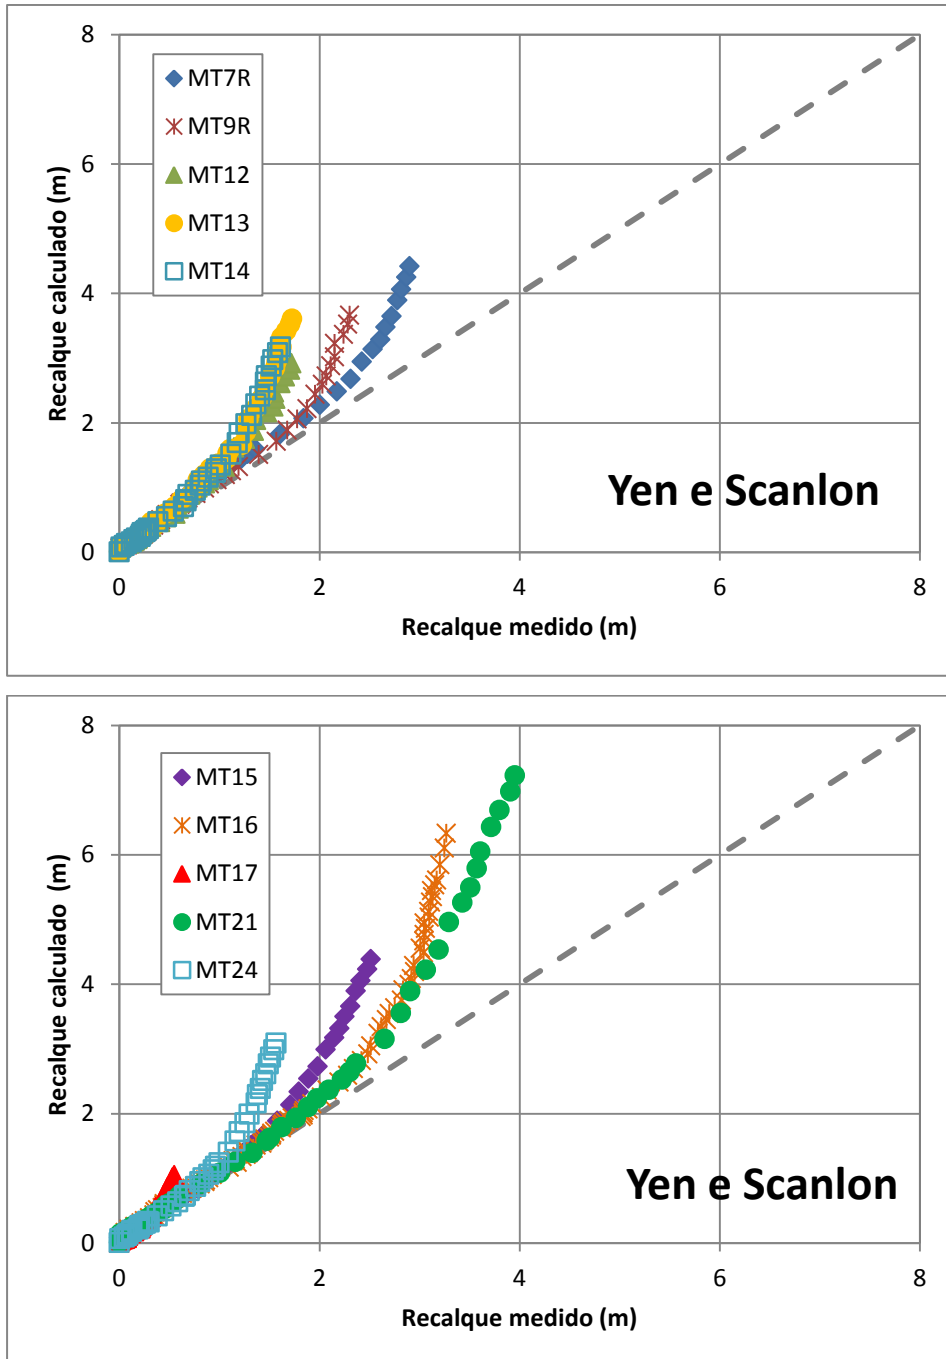 8
6
4
2
0
0 2 4 6 8
Recalque calculado (m)
Recalque medido (m)
MT7R
MT9R
MT12
MT13
MT14
Yen e Scanlon
8
6
4
2
0
0 2 4 6 8
Recalque calculado (m)
Recalque medido (m)
MT15
MT16
MT17
MT21
MT24
Yen e Scanlon